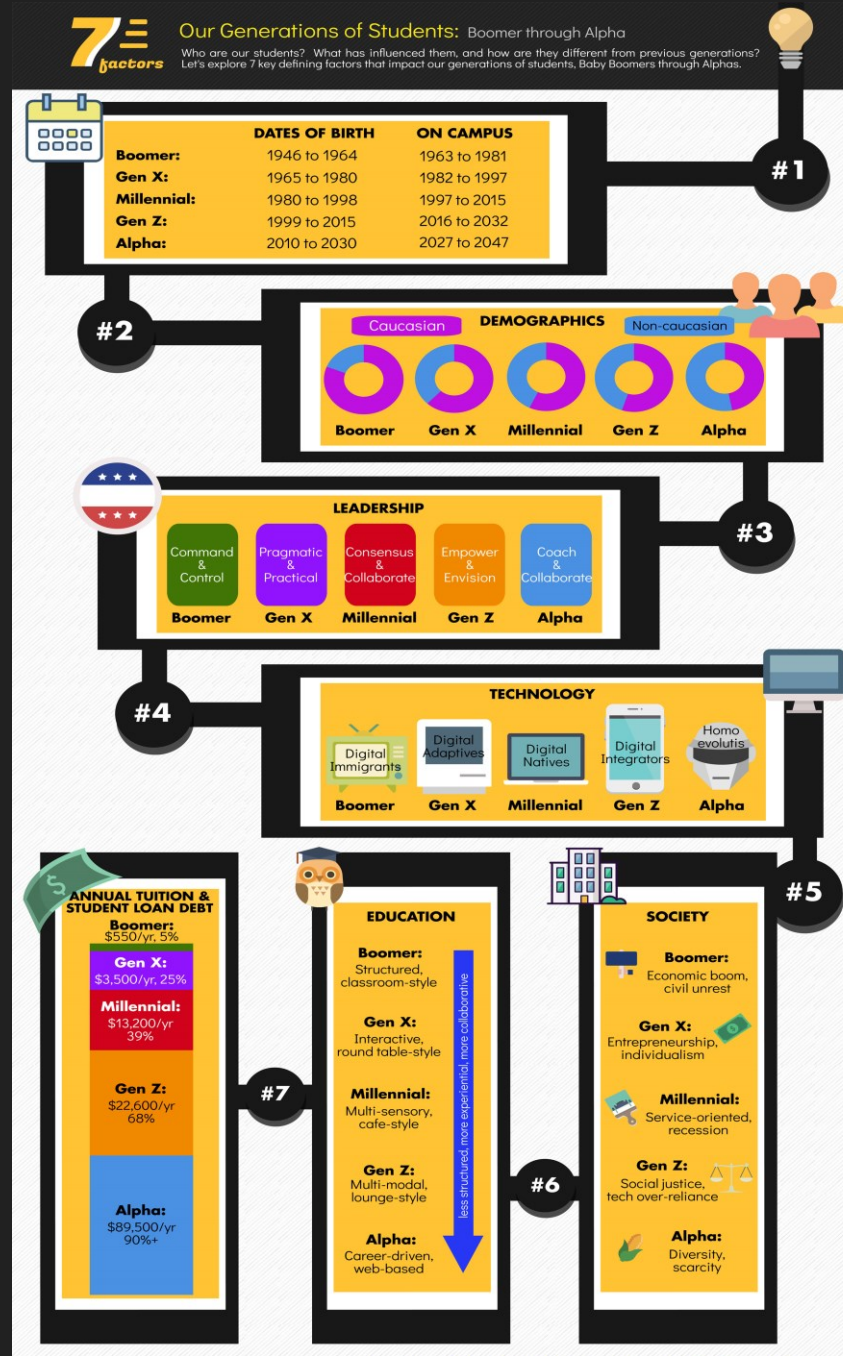 7 factors
Our Generations of Students: Boomer through Alpha
Who are our students? What has influenced them, and how are they different from previous generations?
Let's explore 7 key defining factors that impact our generations of students, Baby Boomers through Alphas.
#1
DATES OF BIRTH ON CAMPUS
Boomer: 1946 to 1964 1963 to 1981
Gen X: 1965 to 1980 1982 to 1997
Millennial: 1980 to 1998 1997 to 2015
Gen Z: 1999 to 2015 2016 to 2032
Alpha: 2010 to 2030 2027 to 2047
#2
DEMOGRAPHICS
Caucasian
Non-caucasian
Boomer Gen X Millennial Gen Z Alpha
#3
LEADERSHIP
Command
&
Control
Boomer
Pragmatic
&
Practical
Gen X
Consensus
&
Collaborate
Millennial
Empower
&
Envision
Gen Z
Coach
&
Collaborate
Alpha
#4
TECHNOLOGY
Digital
Immigrants
Boomer
Digital
Adaptives
Gen X
Digital
Natives
Millennial
Digital
Integrators
Gen Z
Homo
evolutis
Alpha
#5
SOCIETY
Boomer:
Economic boom,
civil unrest
Gen X:
Entrepreneurship,
individualism
Millennial:
Service-oriented,
recession
Gen Z:
Social justice,
tech over-reliance
Alpha:
Diversity,
scarcity
#6
EDUCATION
Boomer:
Structured,
classroom-style
Gen X:
Interactive,
round table-style
Millennial:
Multi-sensory,
cafe-style
Gen Z:
Multi-modal,
lounge-style
Alpha:
Career-driven,
web-based
less structured, more experiential, more collaborative
#7
$
ANNUAL TUITION &
STUDENT LOAN DEBT
Boomer:
$550/yr, 5%
Gen X:
$3,500/yr, 25%
Millennial:
$13,200/yr
39%
Gen Z:
$22,600/yr
68%
Alpha:
$89,500/yr
90%+